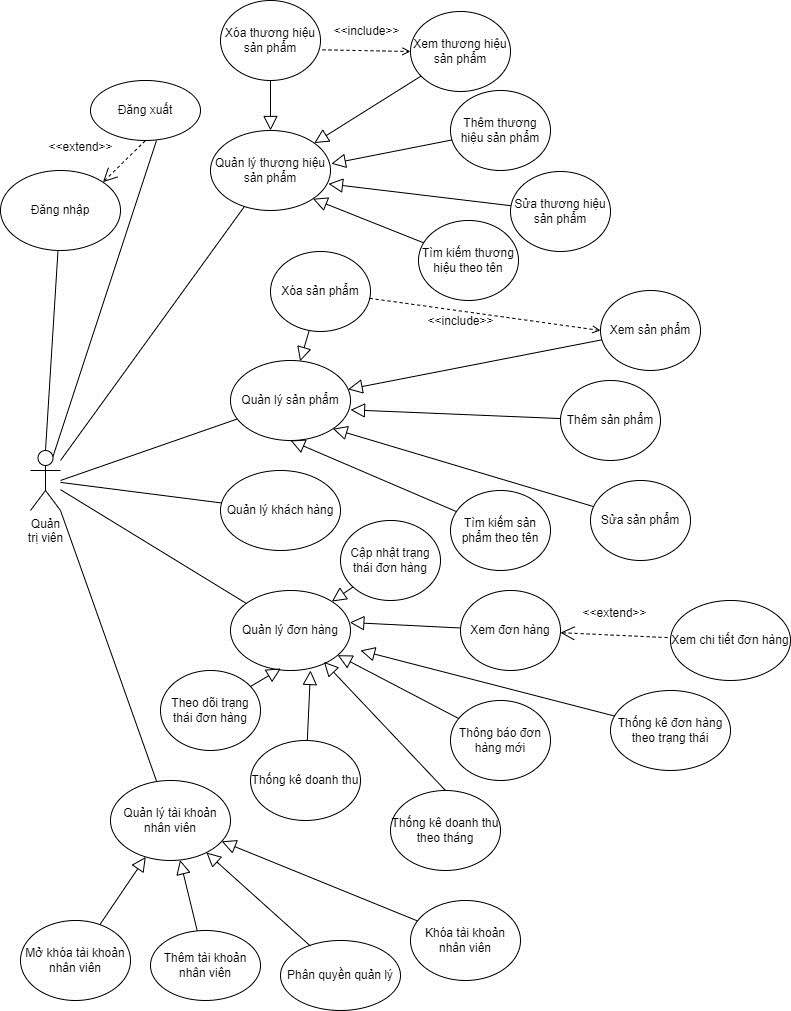 Xóa thương hiệu
sản phẩm
<<include>>
Xem thương hiệu
sản phẩm
Đăng xuất
<<extend>>
Đăng nhập
Thêm thương
hiệu sản phẩm
Quản lý thương hiệu
sản phẩm
Sửa thương hiệu
sản phẩm
Tìm kiếm thương
hiệu theo tên
Xóa sản phẩm
<<include>>
Xem sản phẩm
Quản lý sản phẩm
Thêm sản phẩm
Quản
trị viên
Quản lý khách hàng
Tìm kiếm sản
phẩm theo tên
Sửa sản phẩm
Cập nhật trạng
thái đơn hàng
Quản lý đơn hàng
Xem đơn hàng
<<extend>>
Xem chi tiết đơn hàng
Theo dõi trạng
thái đơn hàng
Thống kê doanh thu
Thông báo đơn
hàng mới
Thống kê đơn hàng
theo trạng thái
Thống kê doanh thu
theo tháng
Quản lý tài khoản
nhân viên
Mở khóa tài khoản
nhân viên
Thêm tài khoản
nhân viên
Phân quyền quản lý
Khóa tài khoản
nhân viên